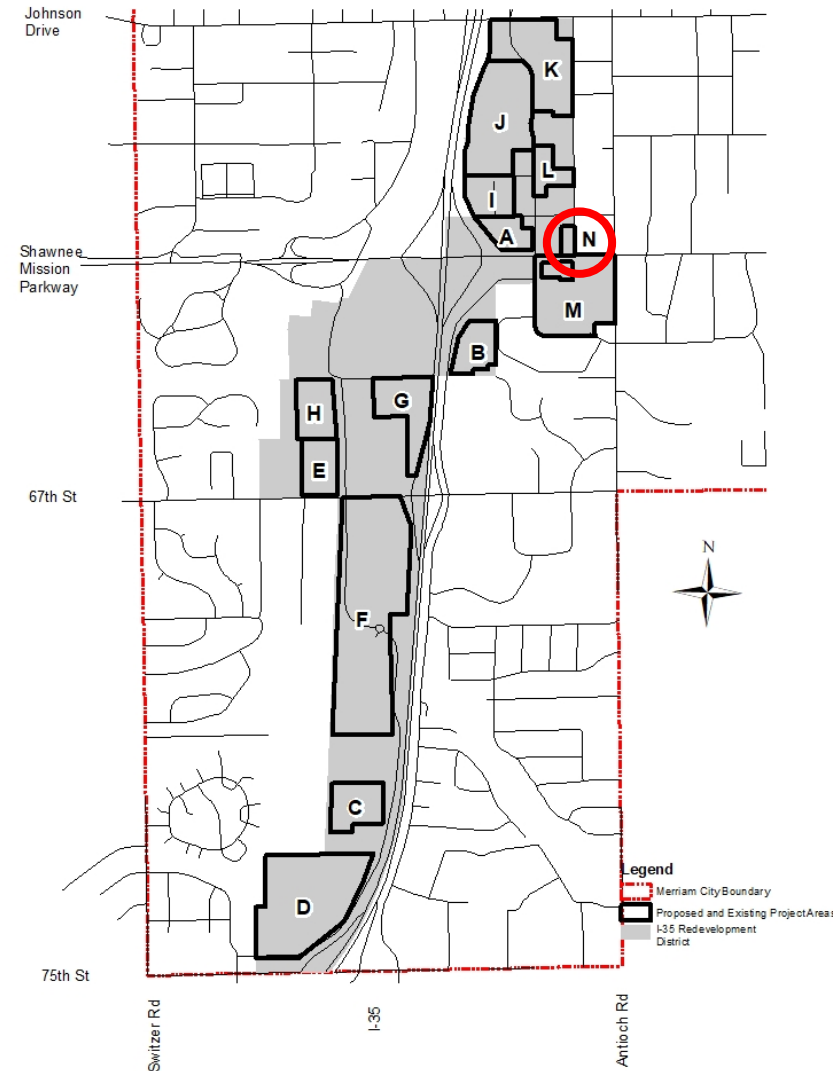 Johnson
Drive
K
J
L
I
A
N
Shawnee
Mission
Parkway
M
B
G
H
E
67th St
N
F
C
D
Legend
Merriam City Boundary
Proposed and Existing Project Areas
I-35 Redevelopment
District
75th St
Switzer Rd
I-35
Antioch Rd